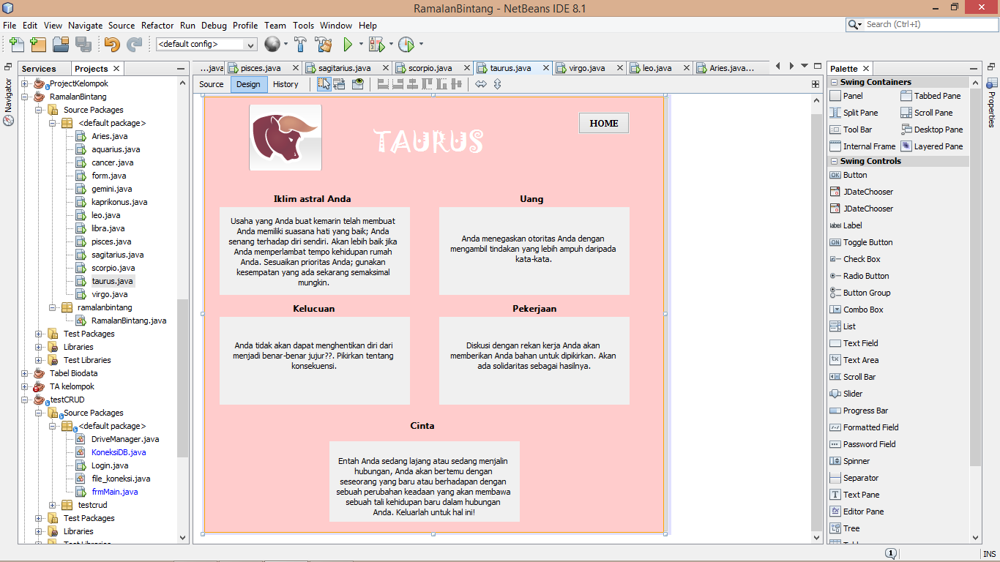 RamalanBintang - NetBeans IDE 8.1
File Edit View Navigate Source Refactor Run Debug Profile Team Tools Window Help
Search (Ctrl+I)
<default config>
Navigator
Services Projects
ProjectKelompok
RamalanBintang
Source Packages
<default package>
Aries.java
aquarius.java
cancer.java
form.java
gemini.java
kaprikonus.java
leo.java
libra.java
pisces.java
sagitarius.java
scorpio.java
taurus.java
virgo.java
ramalanbintang
RamalanBintang.java
Test Packages
Libraries
Test Libraries
Tabel Biodata
TA kelompok
testCRUD
Source Packages
<default package>
DriveManager.java
KoneksiDB.java
Login.java
file_koneksi.java
frmMain.java
testcrud
Test Packages
Libraries
Test Libraries
...java pisces.java sagitarius.java scorpio.java taurus.java virgo.java leo.java Aries.java...
Source Design History
TAURUS
HOME
Iklim astral Anda
Usaha yang Anda buat kemarin telah membuat
Anda memiliki suasana hati yang baik; Anda
senang terhadap diri sendiri. Akan lebih baik jika
Anda memperlambat tempo kehidupan rumah
Anda. Sesuaikan prioritas Anda; gunakan
kesempatan yang ada sekarang semaksimal
mungkin.
Uang
Anda menegaskan otoritas Anda dengan
mengambil tindakan yang lebih ampuh daripada
kata-kata.
Kelucuan
Anda tidak akan dapat menghentikan diri dari
menjadi benar-benar jujur??. Pikirkan tentang
konsekuensi.
Pekerjaan
Diskusi dengan rekan kerja Anda akan
memberikan Anda bahan untuk dipikirkan. Akan
ada solidaritas sebagai hasilnya.
Cinta
Entah Anda sedang lajang atau sedang menjalin
hubungan, Anda akan bertemu dengan
seseorang yang baru atau berhadapan dengan
sebuah perubahan keadaan yang akan membawa
sebuah tali kehidupan baru dalam hubungan
Anda. Keluarlah untuk hal ini!
Palette
Swing Containers
Panel Tabbed Pane
Split Pane Scroll Pane
Tool Bar Desktop Pane
Internal Frame Layered Pane
Swing Controls
OK Button
JDateChooser
JDateChooser
label Label
ON Toggle Button
Check Box
Radio Button
Button Group
Combo Box
List
Text Field
Text Area
Scroll Bar
Slider
Progress Bar
Formatted Field
Password Field
Spinner
Separator
Text Pane
Editor Pane
Tree
Properties
1
INS